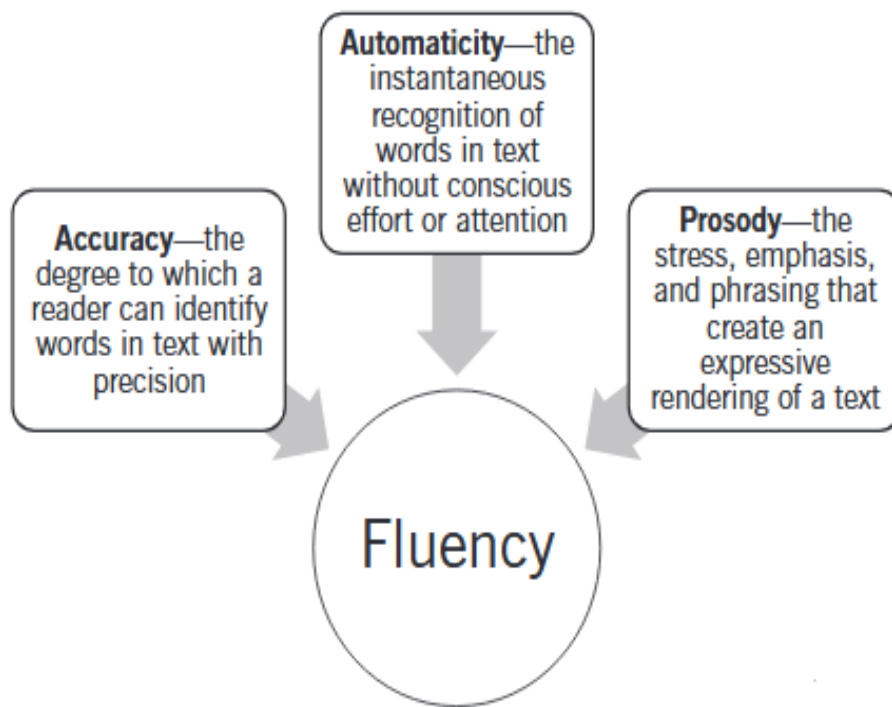 Accuracy—the
degree to which a
reader can identify
words in text with
precision
Automaticity—the
instantaneous
recognition of
words in text
without conscious
effort or attention
Prosody—the
stress, emphasis,
and phrasing that
create an
expressive
rendering of a text
Fluency